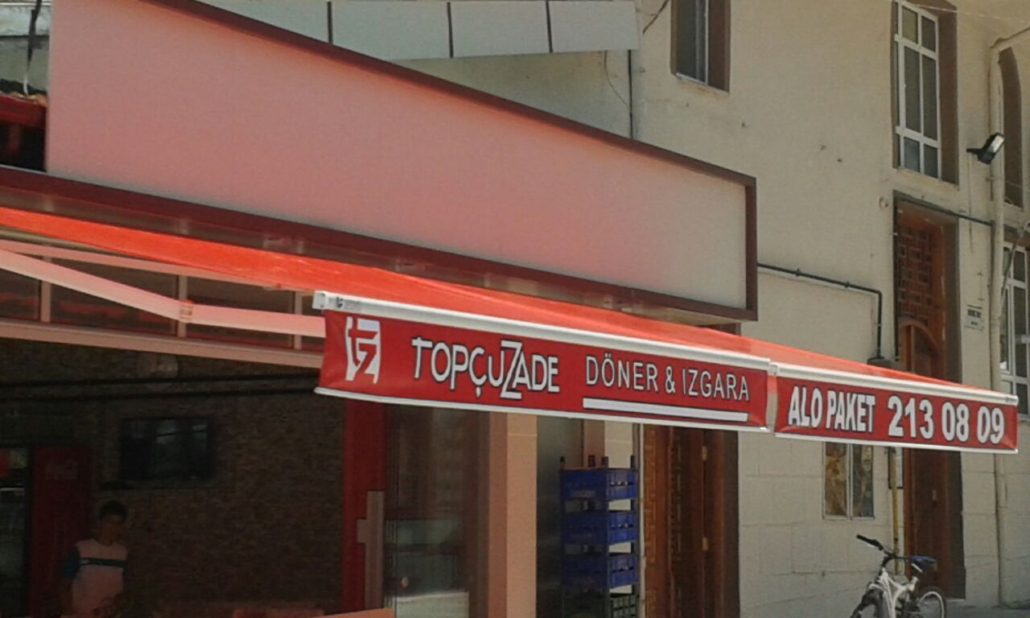 TZ TOPÇUZADE DÖNER & IZGARA
ALO PAKET 213 08 09